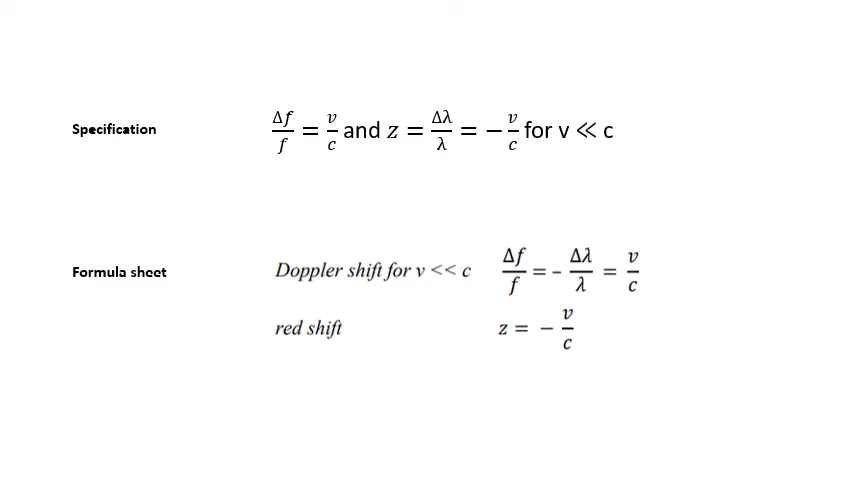 Specification Δf/f = v/c and z = Δλ/λ = −v/c for v ≪ c
Formula sheet Doppler shift for v << c Δf/f = - Δλ/λ = v/c
red shift z = − v/c